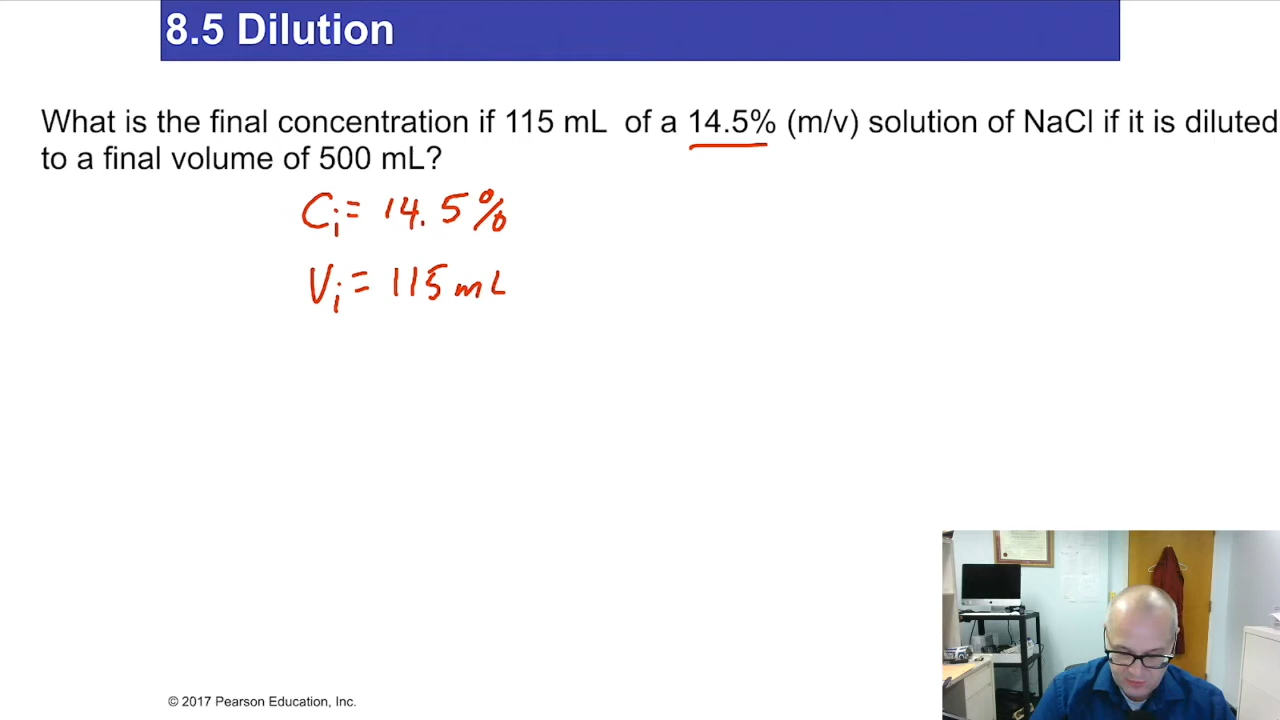 8.5 Dilution
What is the final concentration if 115 mL of a 14.5% (m/v) solution of NaCl if it is diluted
to a final volume of 500 mL?
Ci = 14.5%
Vi = 115 mL
© 2017 Pearson Education, Inc.